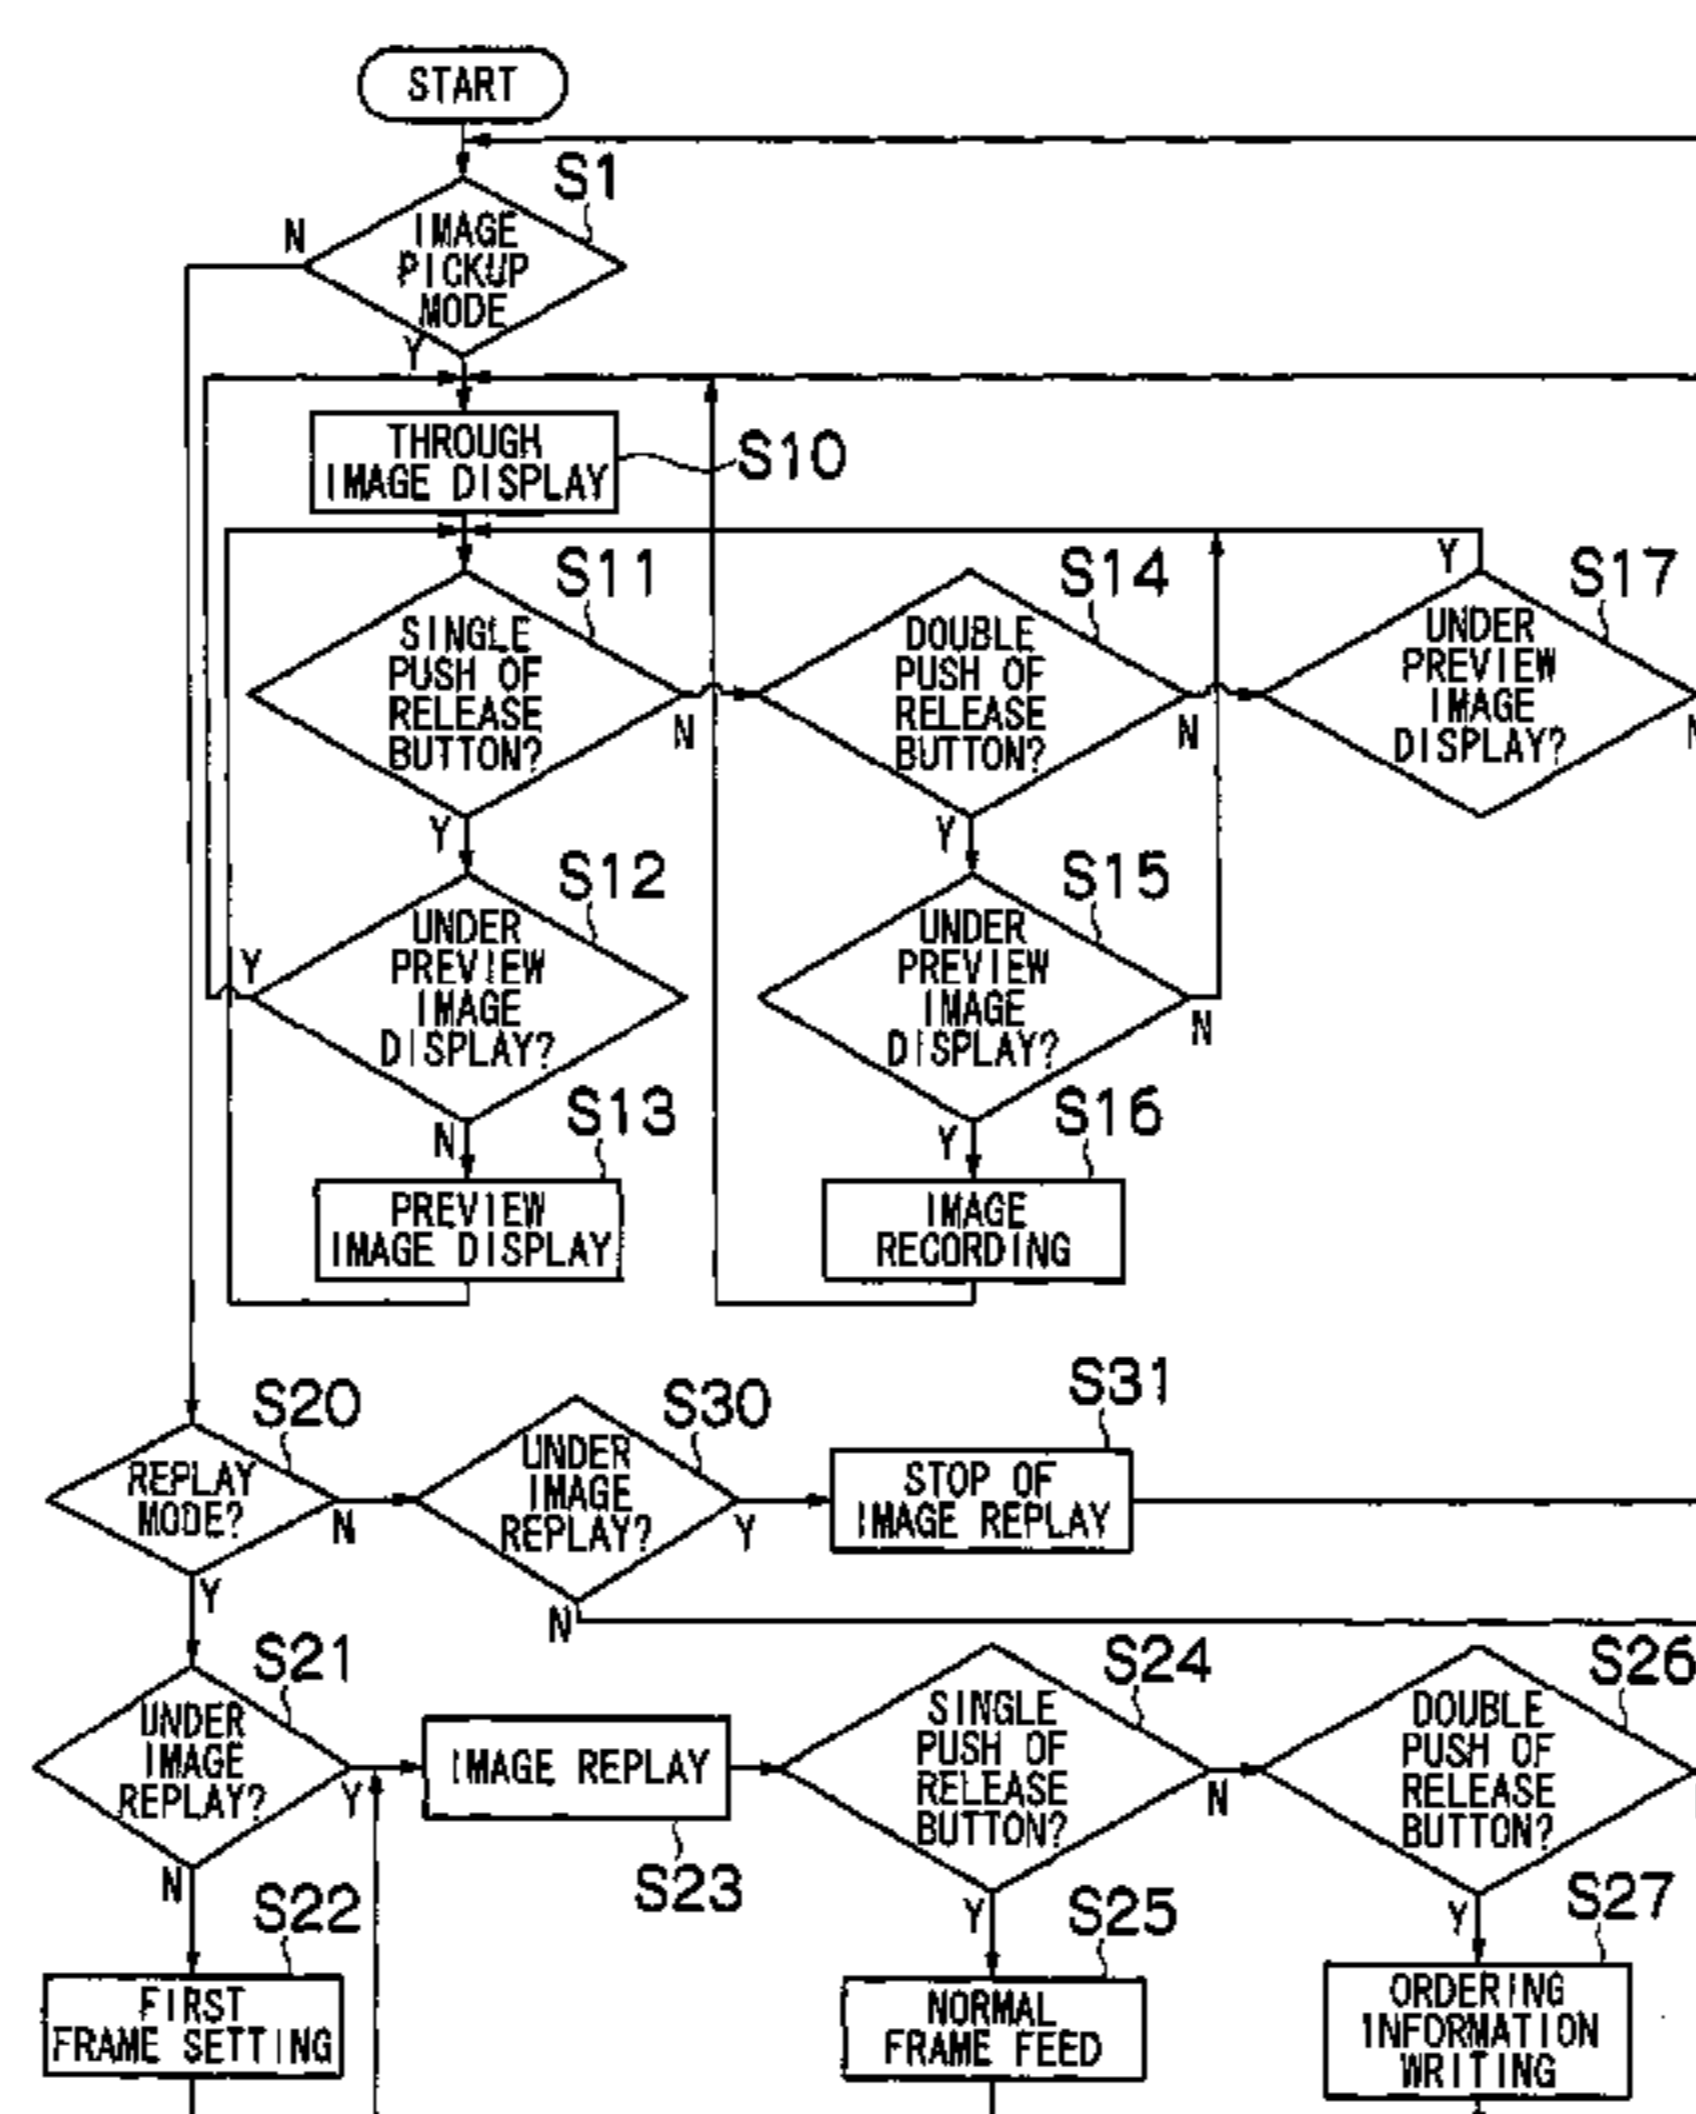 START
S1
N
IMAGE
PICKUP
MODE
Y
THROUGH
IMAGE DISPLAY
S10
S11
SINGLE
PUSH OF
RELEASE
BUTTON?
N
Y
S14
DOUBLE
PUSH OF
RELEASE
BUTTON?
N
Y
S17
Y
UNDER
PREVIEW
IMAGE
DISPLAY?
N
S12
UNDER
PREVIEW
IMAGE
DISPLAY?
Y
N
S15
UNDER
PREVIEW
IMAGE
DISPLAY?
N
Y
S13
PREVIEW
IMAGE DISPLAY
S16
IMAGE
RECORDING
S20
REPLAY
MODE?
N
Y
S30
UNDER
IMAGE
REPLAY?
Y
N
S31
STOP OF
IMAGE REPLAY
S21
UNDER
IMAGE
REPLAY?
Y
N
IMAGE REPLAY
S23
S24
SINGLE
PUSH OF
RELEASE
BUTTON?
N
Y
S26
DOUBLE
PUSH OF
RELEASE
BUTTON?
Y
S22
FIRST
FRAME SETTING
S25
NORMAL
FRAME FEED
S27
ORDERING
INFORMATION
WRITING